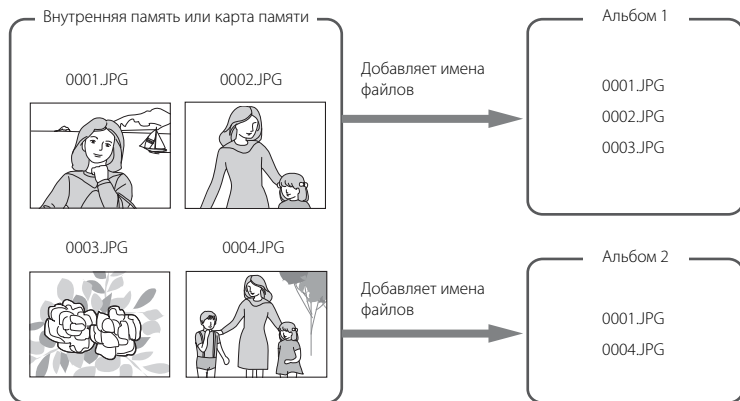 Внутренняя память или карта памяти
0001.JPG
0002.JPG
0003.JPG
0004.JPG
Добавляет имена
файлов
Альбом 1
0001.JPG
0002.JPG
0003.JPG
Добавляет имена
файлов
Альбом 2
0001.JPG
0004.JPG